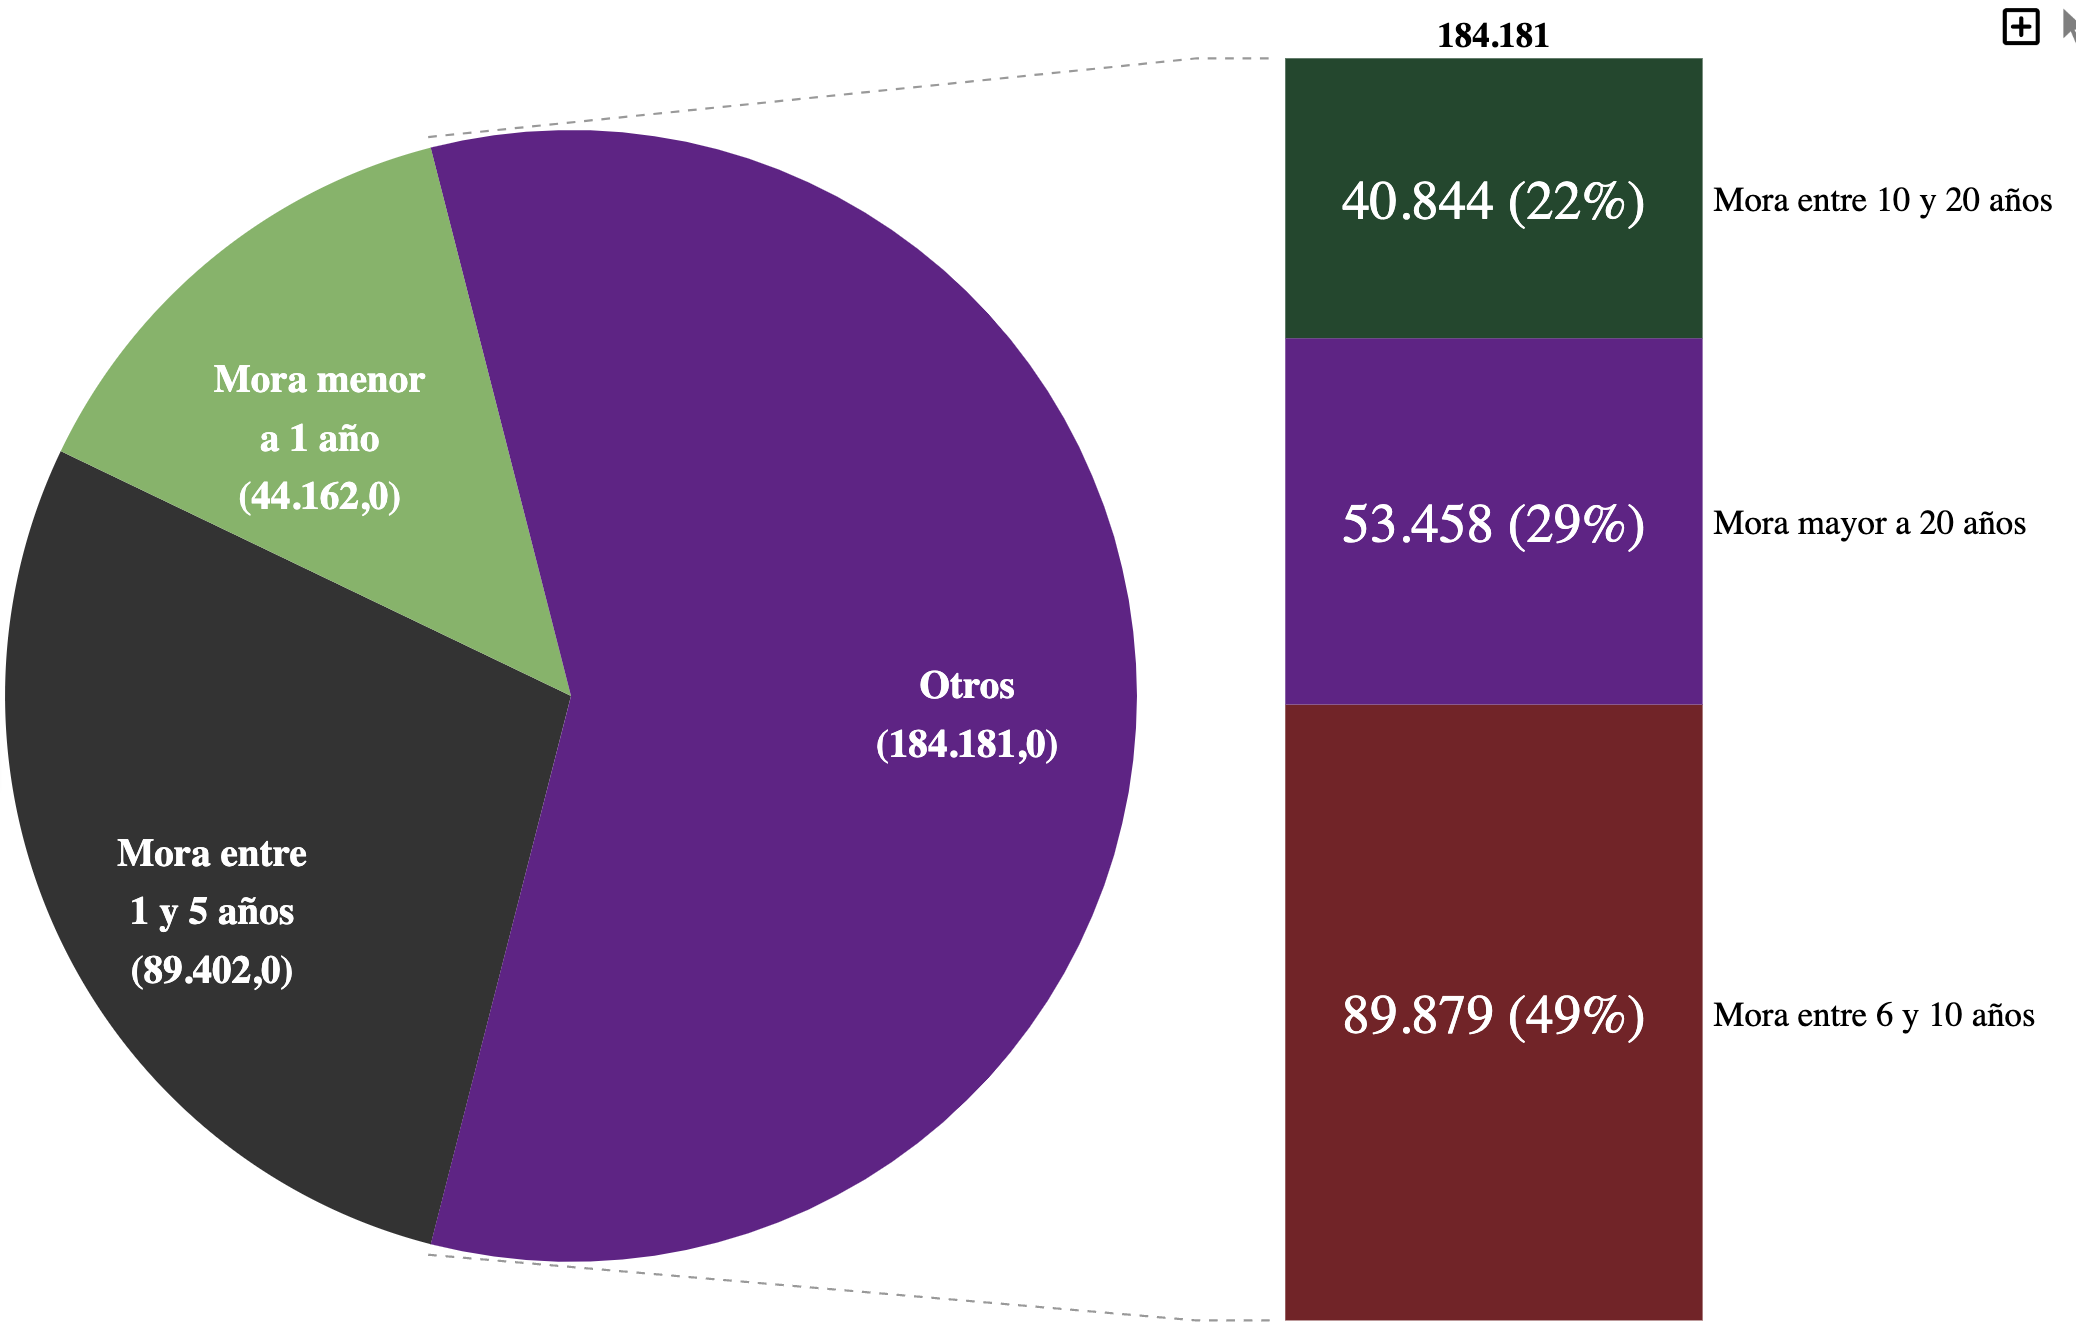 184.181
Mora menor
a 1 año
(44.162,0)
Mora entre
1 y 5 años
(89.402,0)
Otros
(184.181,0)
40.844 (22%)
Mora entre 10 y 20 años
53.458 (29%)
Mora mayor a 20 años
89.879 (49%)
Mora entre 6 y 10 años